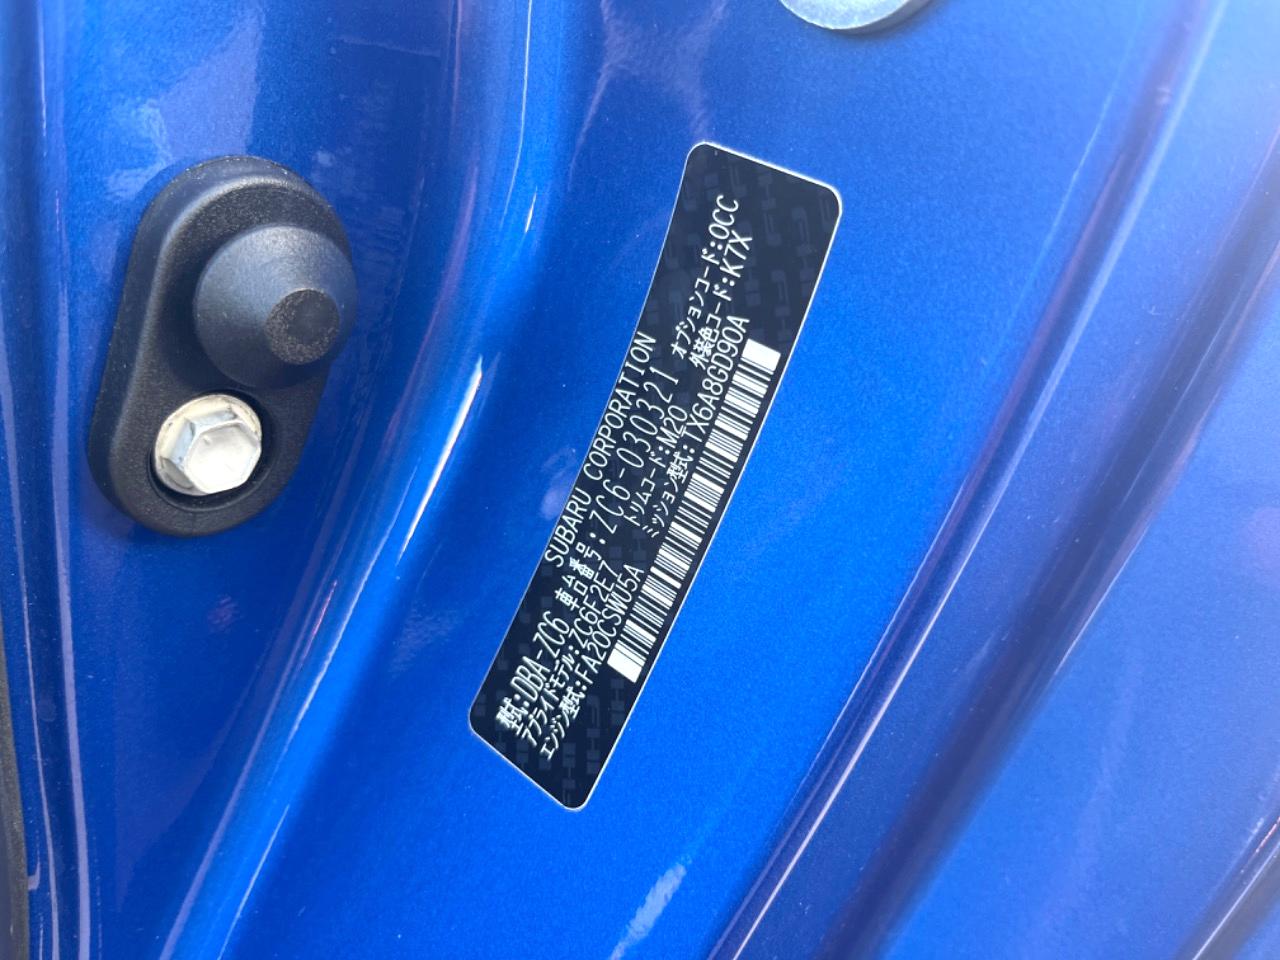 SUBARU CORPORATION
型式:DBA-ZC6 車台番号:ZC6-030321
アプライドモデル:ZC6F2E7 トリムコード:M20 オプションコード:QCC
外装色コード:K7X
エンジン型式:FA20CSWU5A ミッション型式:TX6A8GD90A